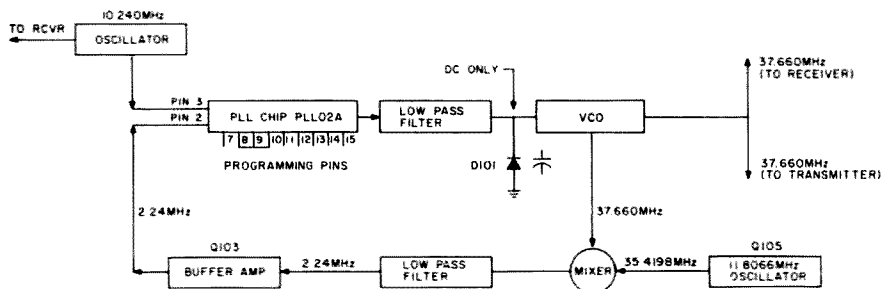 10.240MHz
TO RCVR
OSCILLATOR
DC ONLY
37.660MHz
(TO RECEIVER)
PIN 3
PIN 2
PLL CHIP PLL02A
LOW PASS
FILTER
VCO
7 8 9 10 11 12 13 14 15
PROGRAMMING PINS
D101
37.660MHz
(TO TRANSMITTER)
2.24MHz
37.660MHz
Q103
BUFFER AMP
2.24MHz
LOW PASS
FILTER
MIXER
35.4198MHz
Q105
11.8066MHz
OSCILLATOR